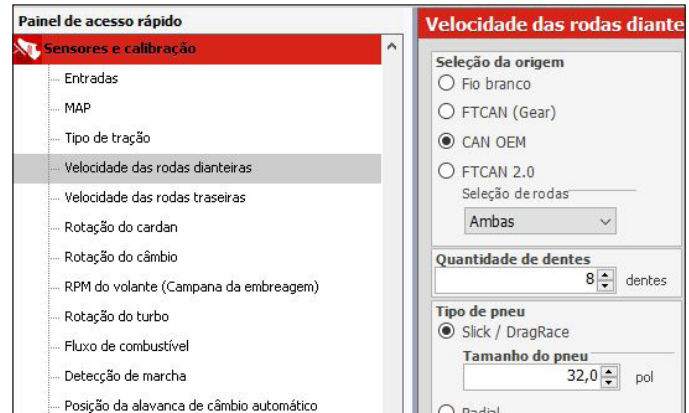 Painel de acesso rápido
Sensores e calibração
Entradas
MAP
Tipo de tração
Velocidade das rodas dianteiras
Velocidade das rodas traseiras
Rotação do cardan
Rotação do câmbio
RPM do volante (Campana da embreagem)
Rotação do turbo
Fluxo de combustível
Detecção de marcha
Posição da alavanca de câmbio automático
Velocidade das rodas diante
Seleção da origem
Fio branco
FTCAN (Gear)
CAN OEM
FTCAN 2.0
Seleção de rodas
Ambas
Quantidade de dentes
8 dentes
Tipo de pneu
Slick / DragRace
Tamanho do pneu
32,0 pol
Radial